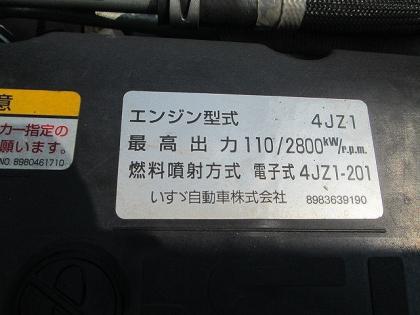 意
カー指定の
願います。
NO. 8980461710
エンジン型式 4JZ1
最高出力 110/2800kW/r.p.m.
燃料噴射方式 電子式 4JZ1-201
いすゞ自動車株式会社 8983639190